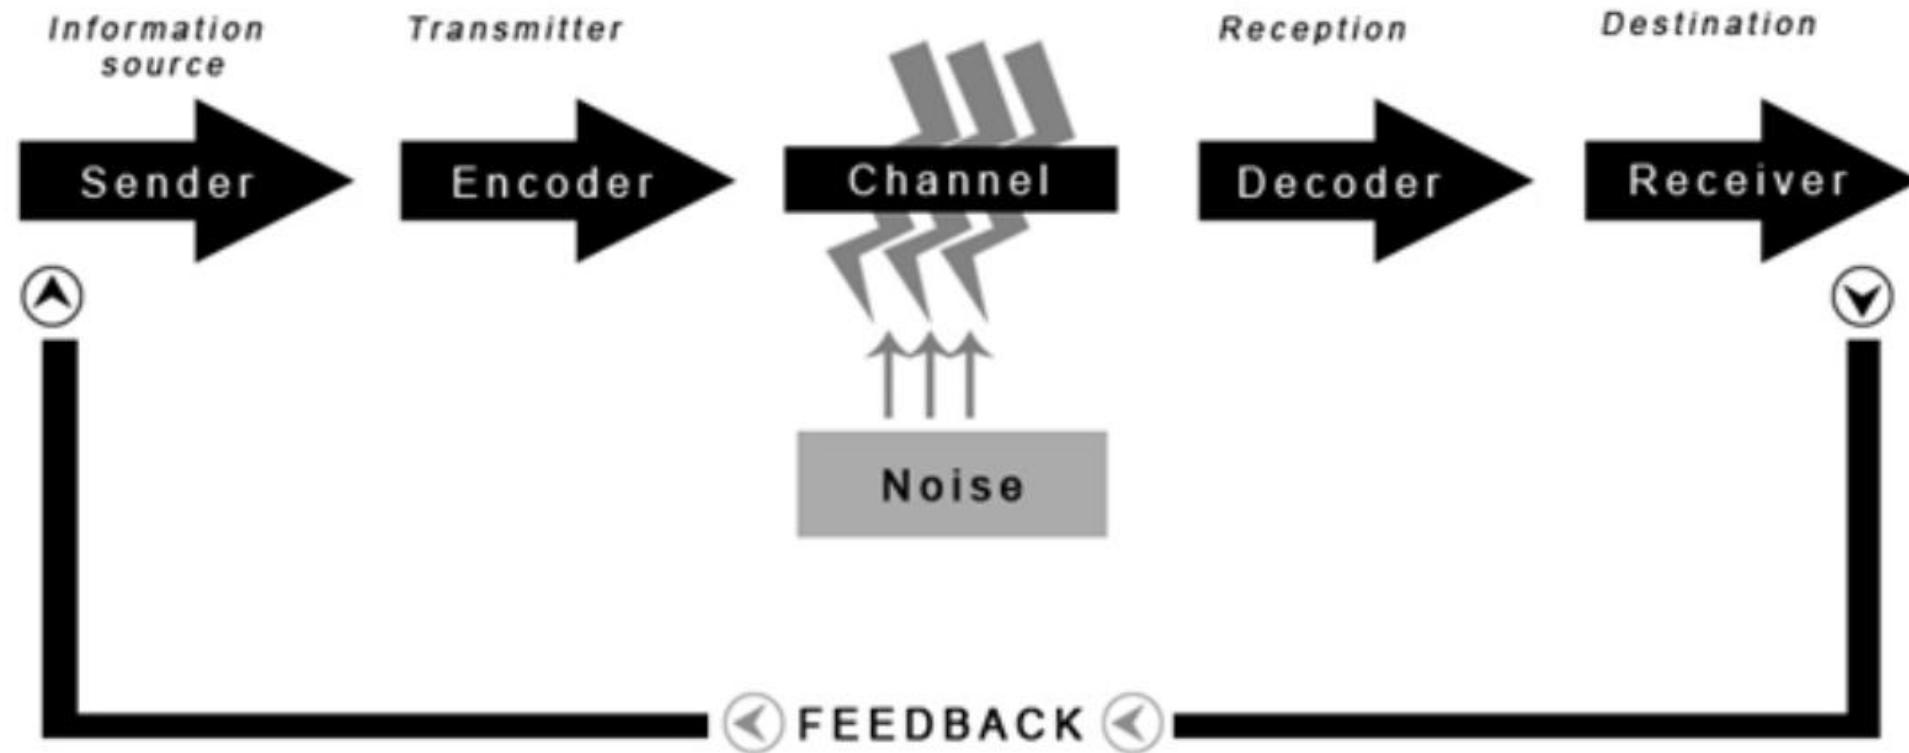 Information
source
Transmitter
Reception
Destination
Sender
Encoder
Channel
Decoder
Receiver
Noise
FEEDBACK